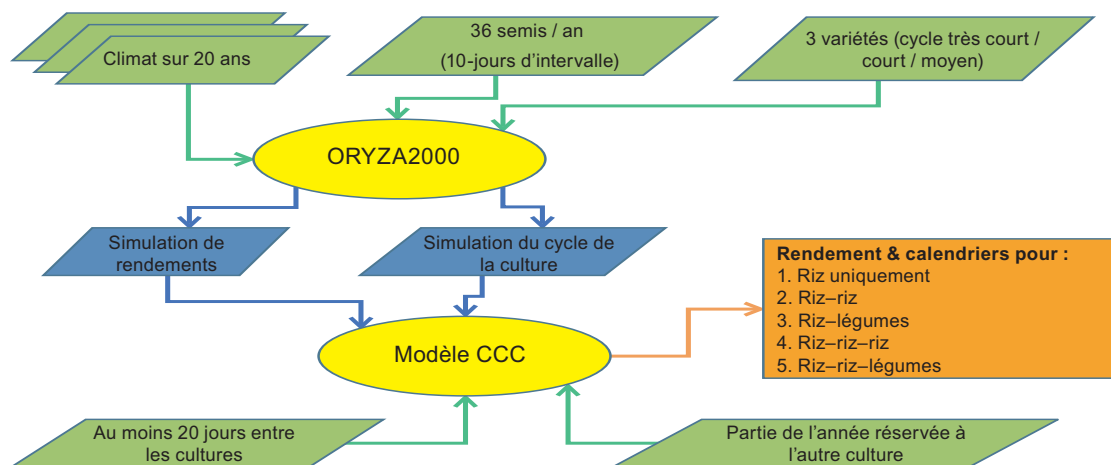 Climat sur 20 ans
36 semis / an
(10-jours d'intervalle)
3 variétés (cycle très court /
court / moyen)
ORYZA2000
Simulation de
rendements
Simulation du cycle de
la culture
Rendement & calendriers pour :
1. Riz uniquement
2. Riz–riz
3. Riz–légumes
4. Riz–riz–riz
5. Riz–riz–légumes
Modèle CCC
Au moins 20 jours entre
les cultures
Partie de l'année réservée à
l'autre culture